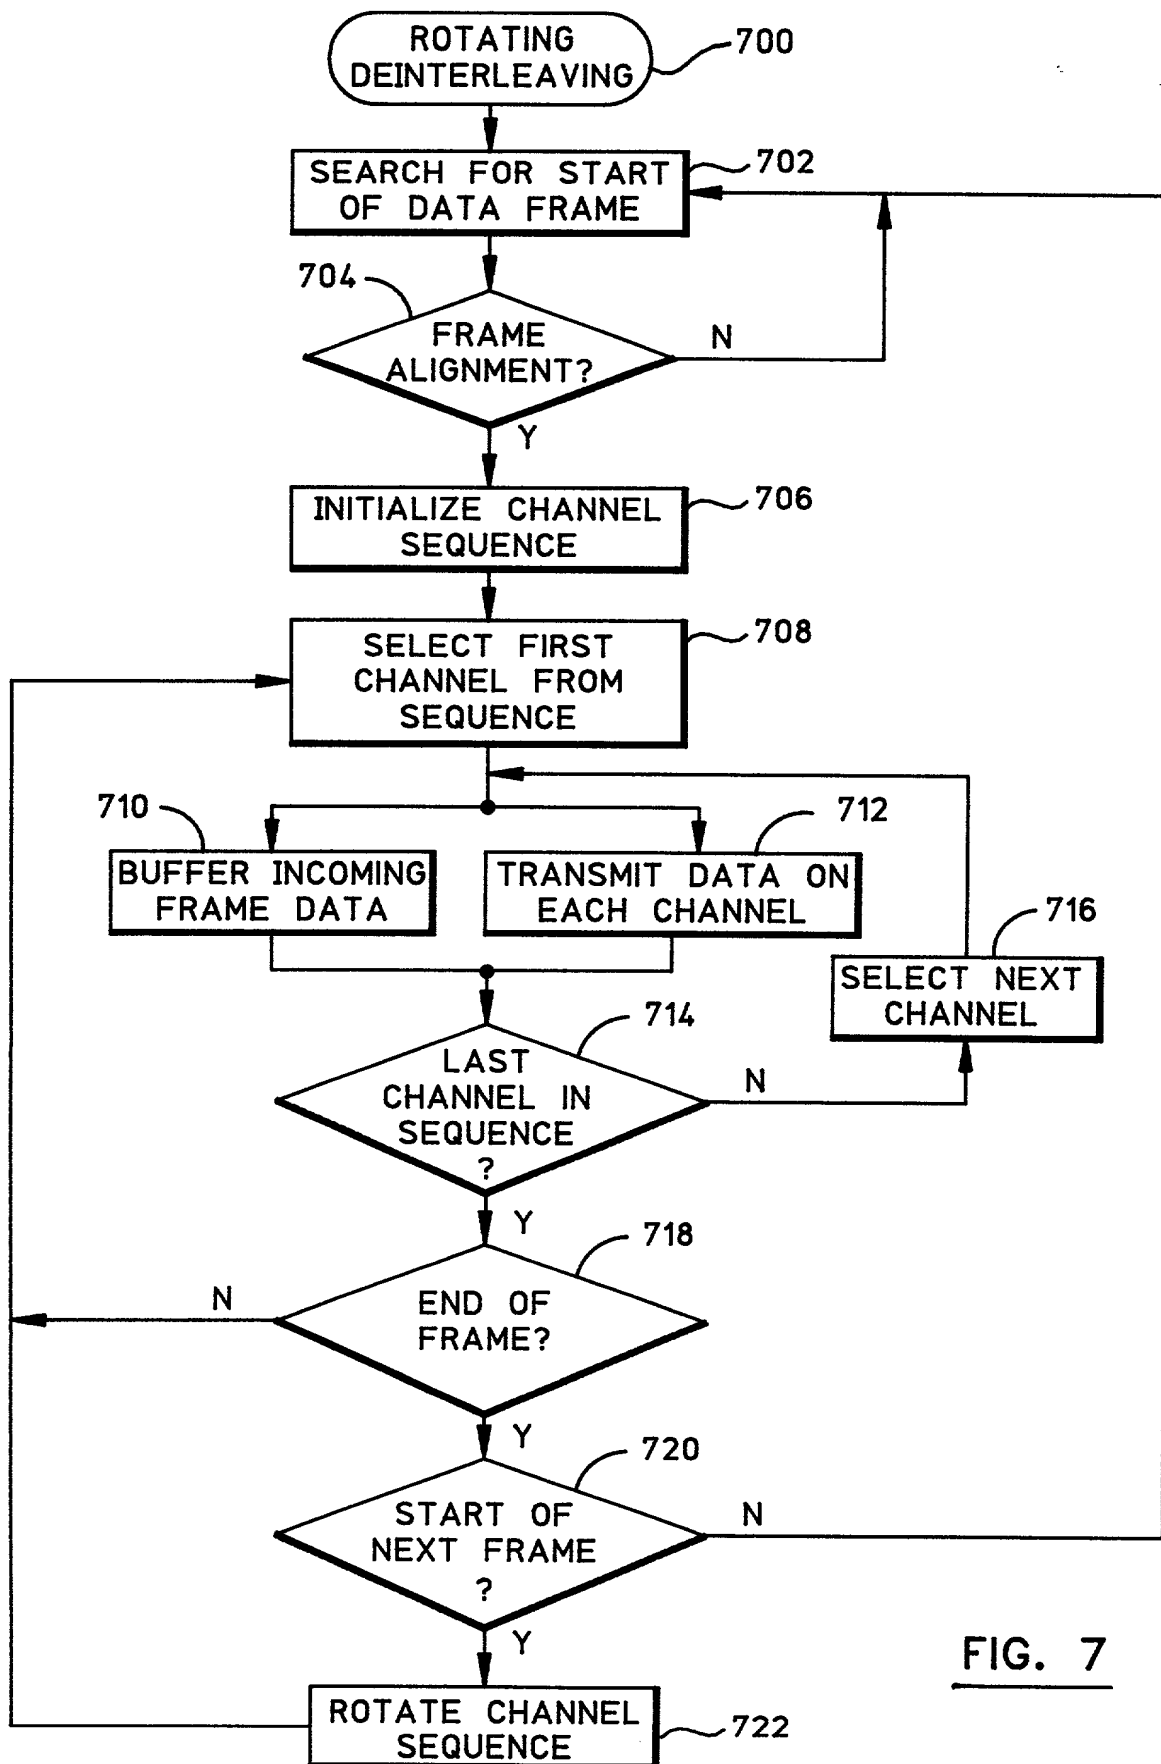 ROTATING
DEINTERLEAVING
700
SEARCH FOR START
OF DATA FRAME
702
704
FRAME
ALIGNMENT?
N
Y
INITIALIZE CHANNEL
SEQUENCE
706
SELECT FIRST
CHANNEL FROM
SEQUENCE
708
710
BUFFER INCOMING
FRAME DATA
712
TRANSMIT DATA ON
EACH CHANNEL
716
SELECT NEXT
CHANNEL
714
LAST
CHANNEL IN
SEQUENCE
?
N
Y
718
END OF
FRAME?
N
Y
720
START OF
NEXT FRAME
?
N
Y
ROTATE CHANNEL
SEQUENCE
722
FIG. 7